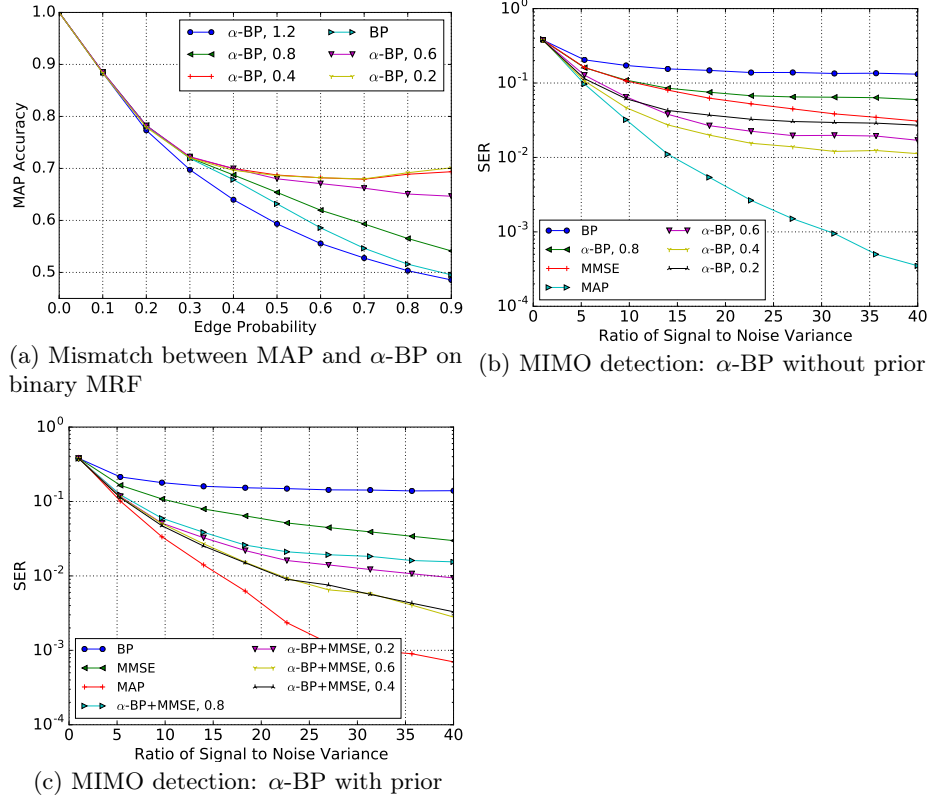 1.0
0.9
0.8
0.7
0.6
0.5
MAP Accuracy
α-BP, 1.2
α-BP, 0.8
α-BP, 0.4
BP
α-BP, 0.6
α-BP, 0.2
0.0 0.1 0.2 0.3 0.4 0.5 0.6 0.7 0.8 0.9
Edge Probability
(a) Mismatch between MAP and α-BP on
binary MRF
10^0
10^-1
10^-2
10^-3
10^-4
SER
BP
α-BP, 0.8
MMSE
MAP
α-BP, 0.6
α-BP, 0.4
α-BP, 0.2
0 5 10 15 20 25 30 35 40
Ratio of Signal to Noise Variance
(b) MIMO detection: α-BP without prior
10^0
10^-1
10^-2
10^-3
10^-4
SER
BP
MMSE
MAP
α-BP+MMSE, 0.8
α-BP+MMSE, 0.2
α-BP+MMSE, 0.6
α-BP+MMSE, 0.4
0 5 10 15 20 25 30 35 40
Ratio of Signal to Noise Variance
(c) MIMO detection: α-BP with prior